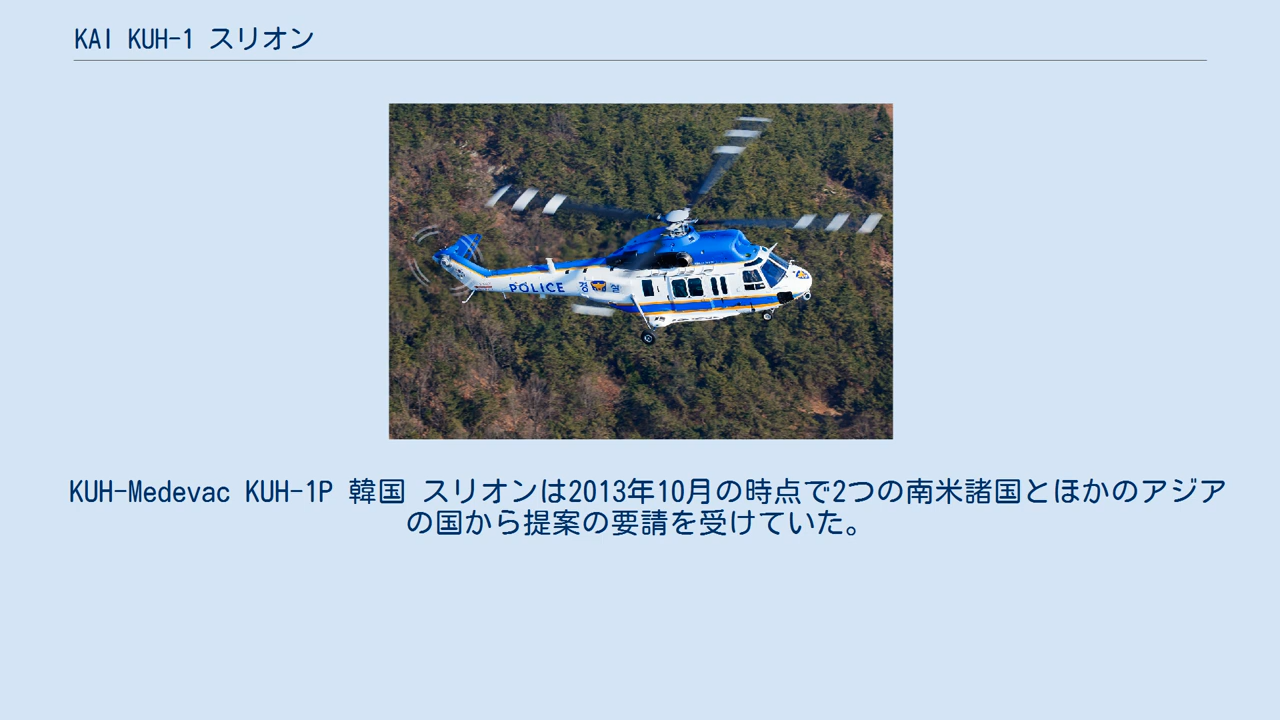 KAI KUH-1 スリオン
POLICE 경찰
KUH-Medevac KUH-1P 韓国 スリオンは2013年10月の時点で2つの南米諸国とほかのアジア
の国から提案の要請を受けていた。